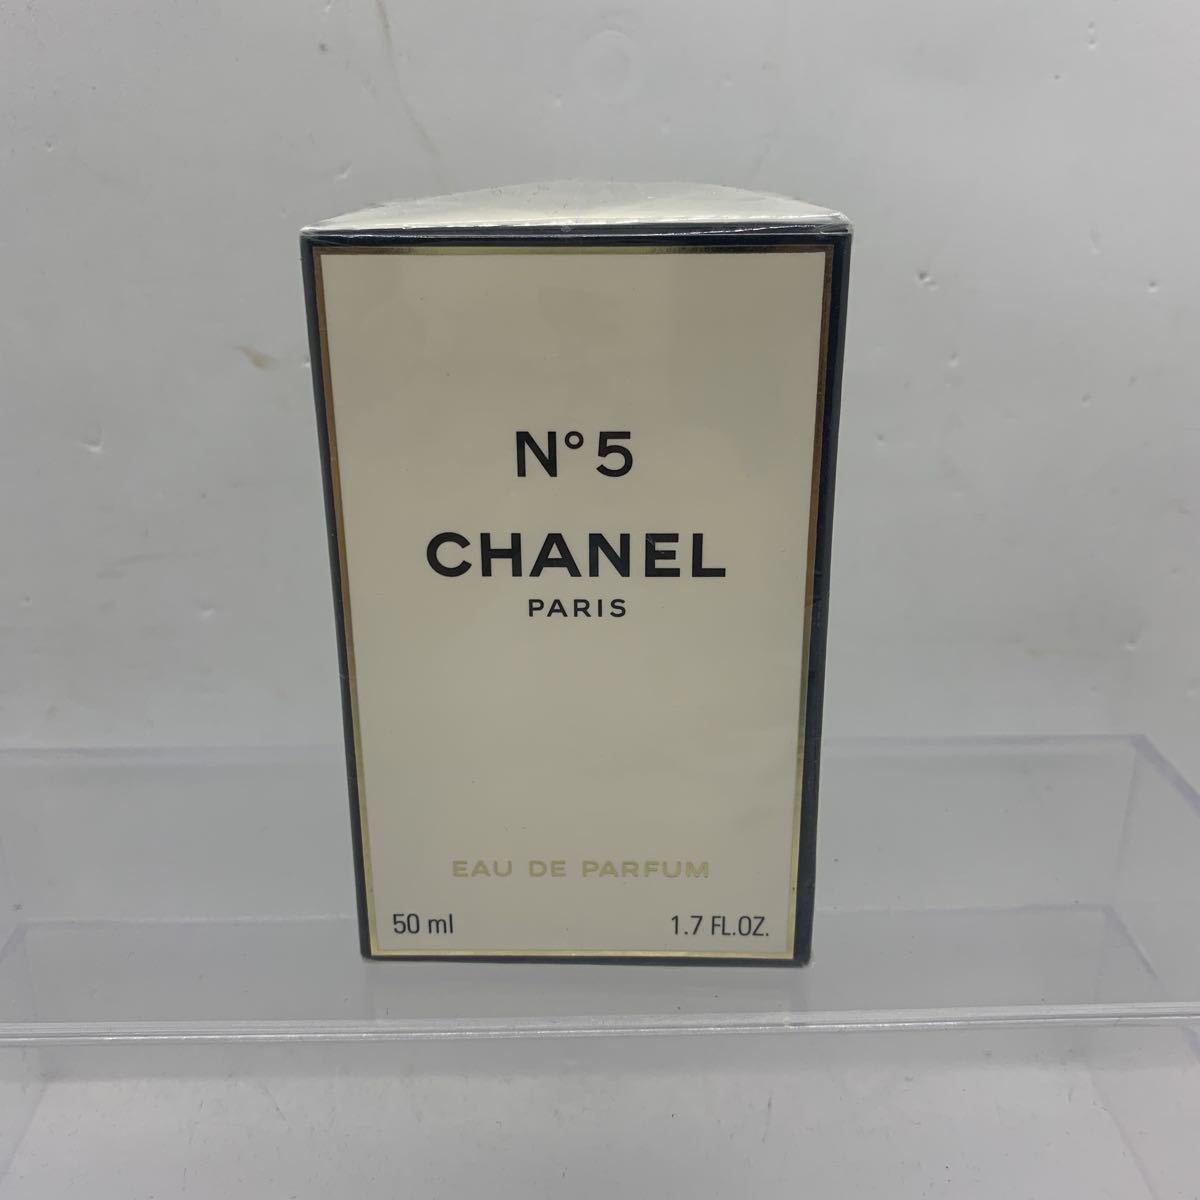 N°5
CHANEL
PARIS
EAU DE PARFUM
50 ml
1.7 FL.OZ.